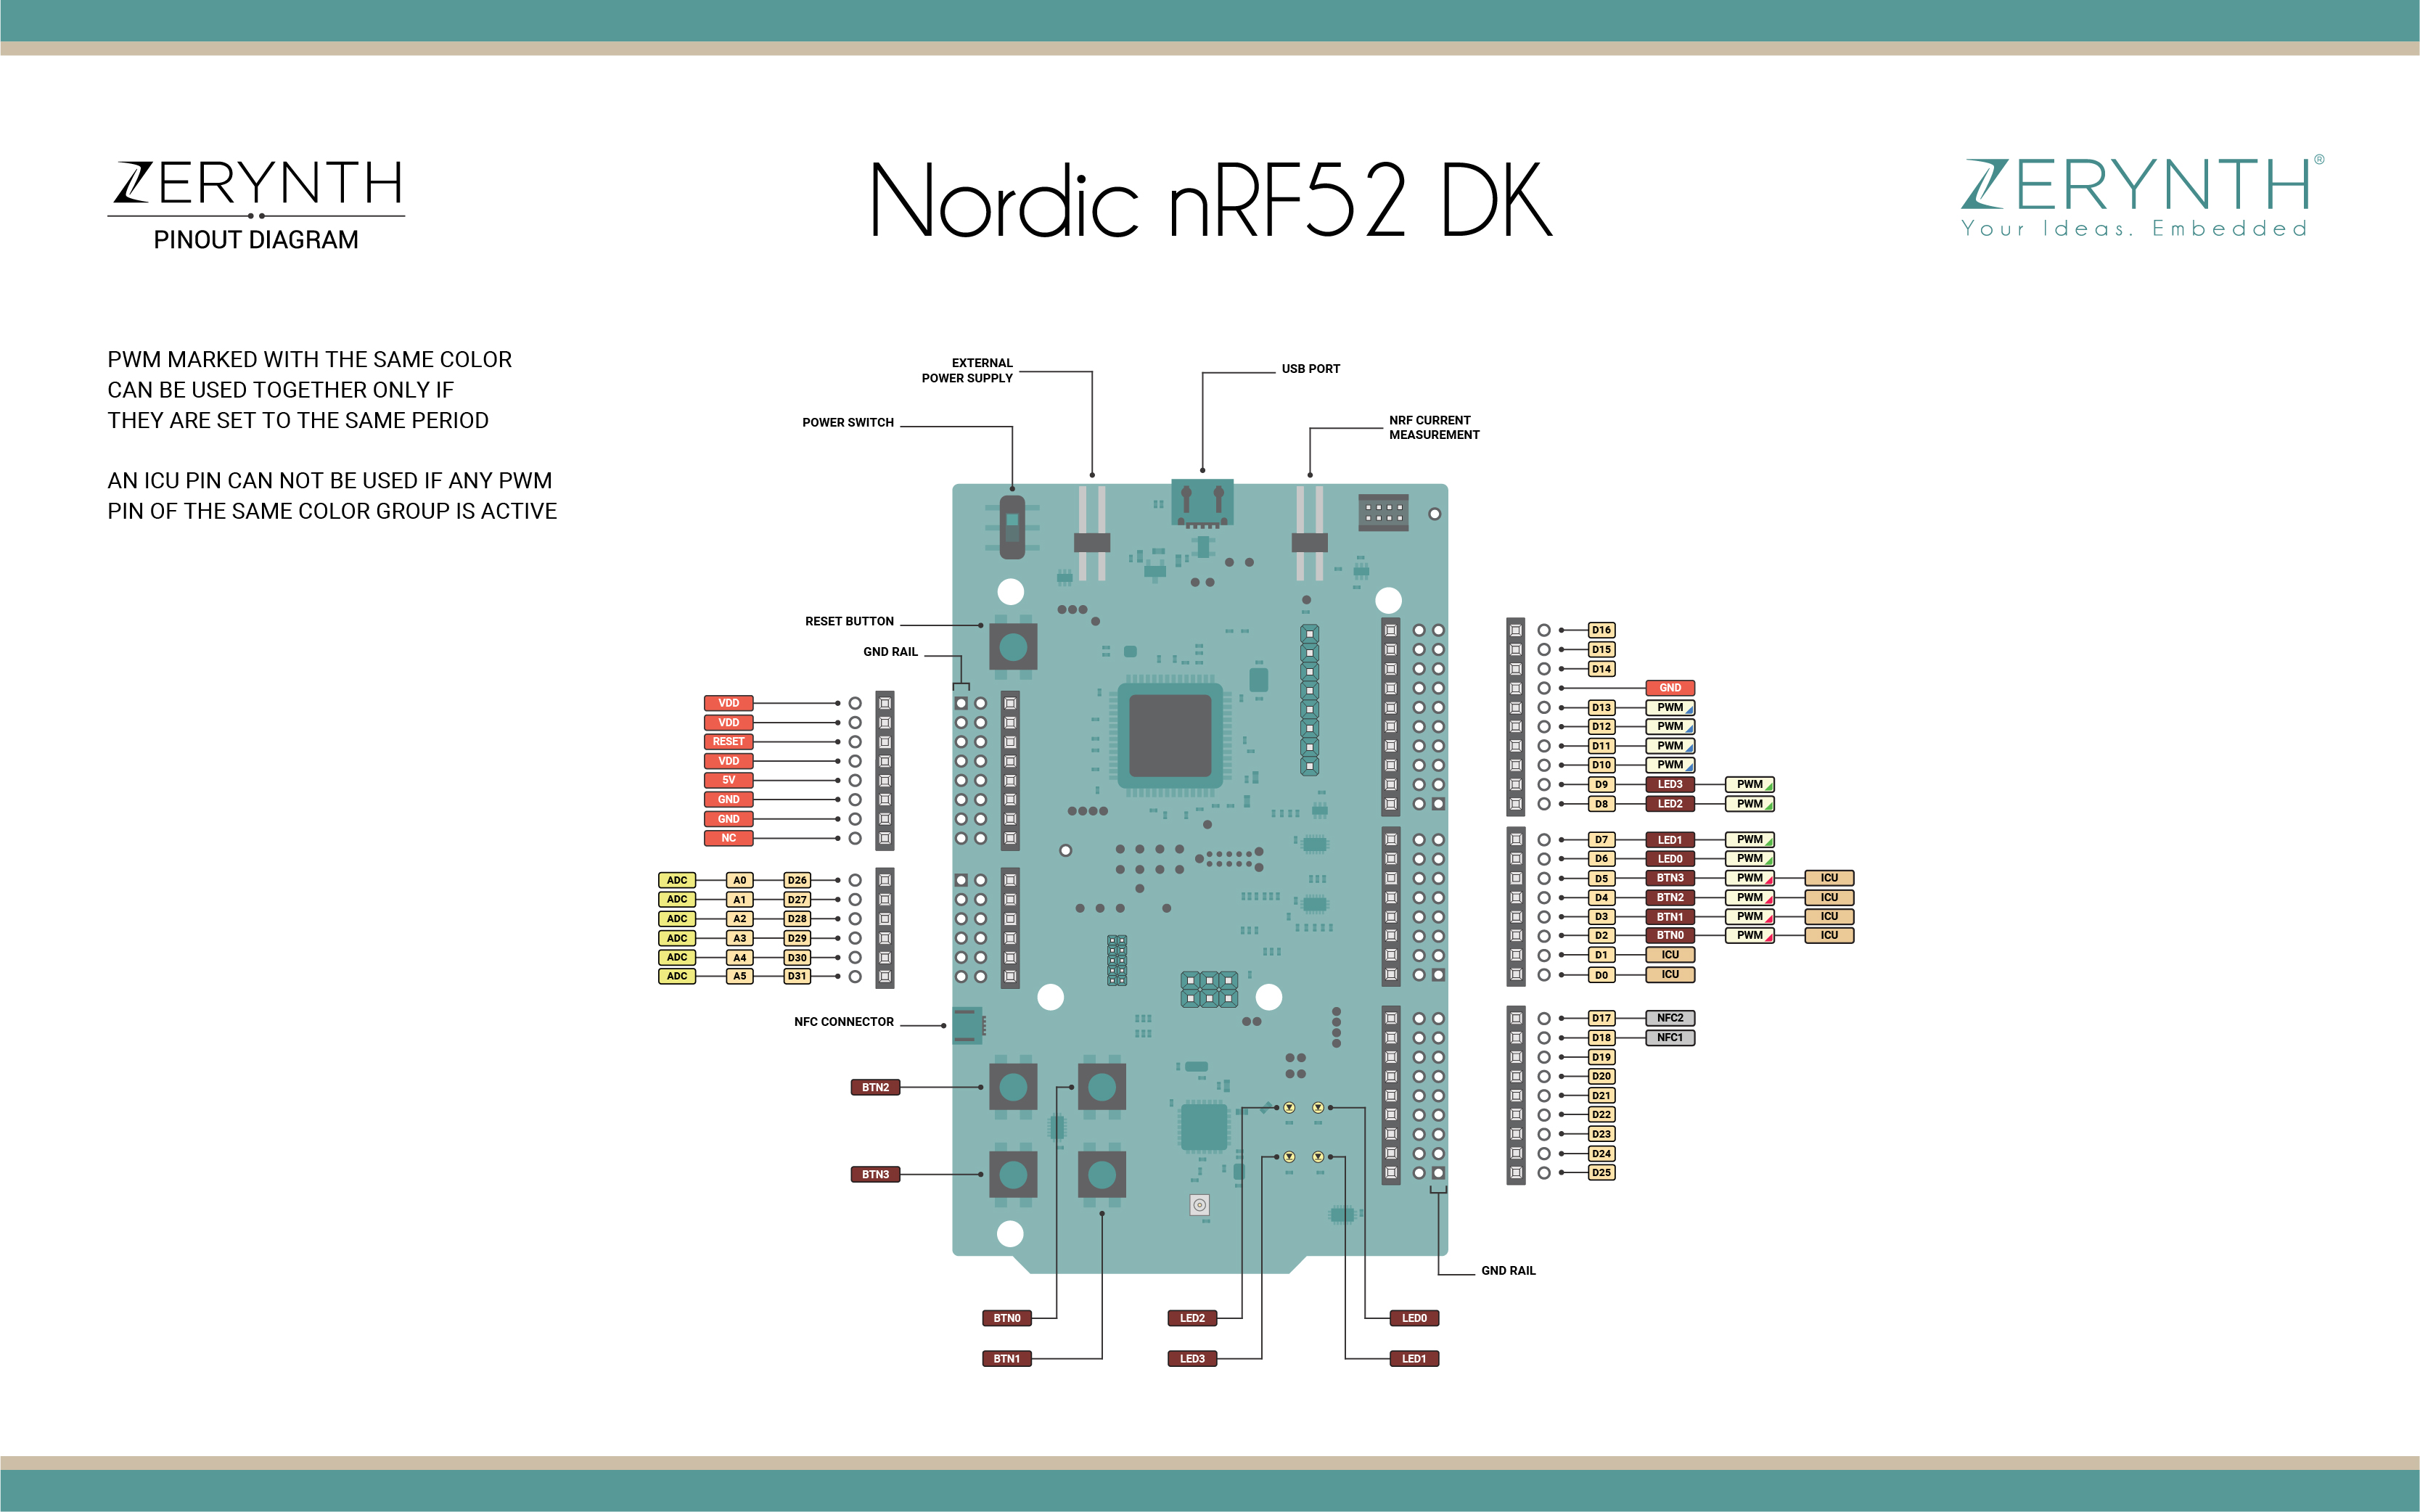 ZERYNTH
PINOUT DIAGRAM
Nordic nRF52 DK
ZERYNTH®
Your Ideas. Embedded
PWM MARKED WITH THE SAME COLOR
CAN BE USED TOGETHER ONLY IF
THEY ARE SET TO THE SAME PERIOD
AN ICU PIN CAN NOT BE USED IF ANY PWM
PIN OF THE SAME COLOR GROUP IS ACTIVE
EXTERNAL
POWER SUPPLY
USB PORT
POWER SWITCH
NRF CURRENT
MEASUREMENT
RESET BUTTON
GND RAIL
VDD
VDD
RESET
VDD
5V
GND
GND
NC
ADC A0 D26
ADC A1 D27
ADC A2 D28
ADC A3 D29
ADC A4 D30
ADC A5 D31
NFC CONNECTOR
BTN2
BTN3
D16
D15
D14
GND
D13 PWM
D12 PWM
D11 PWM
D10 PWM
D9 LED3 PWM
D8 LED2 PWM
D7 LED1 PWM
D6 LED0 PWM
D5 BTN3 PWM ICU
D4 BTN2 PWM ICU
D3 BTN1 PWM ICU
D2 BTN0 PWM ICU
D1 ICU
D0 ICU
D17 NFC2
D18 NFC1
D19
D20
D21
D22
D23
D24
D25
GND RAIL
BTN0 LED2 LED0
BTN1 LED3 LED1